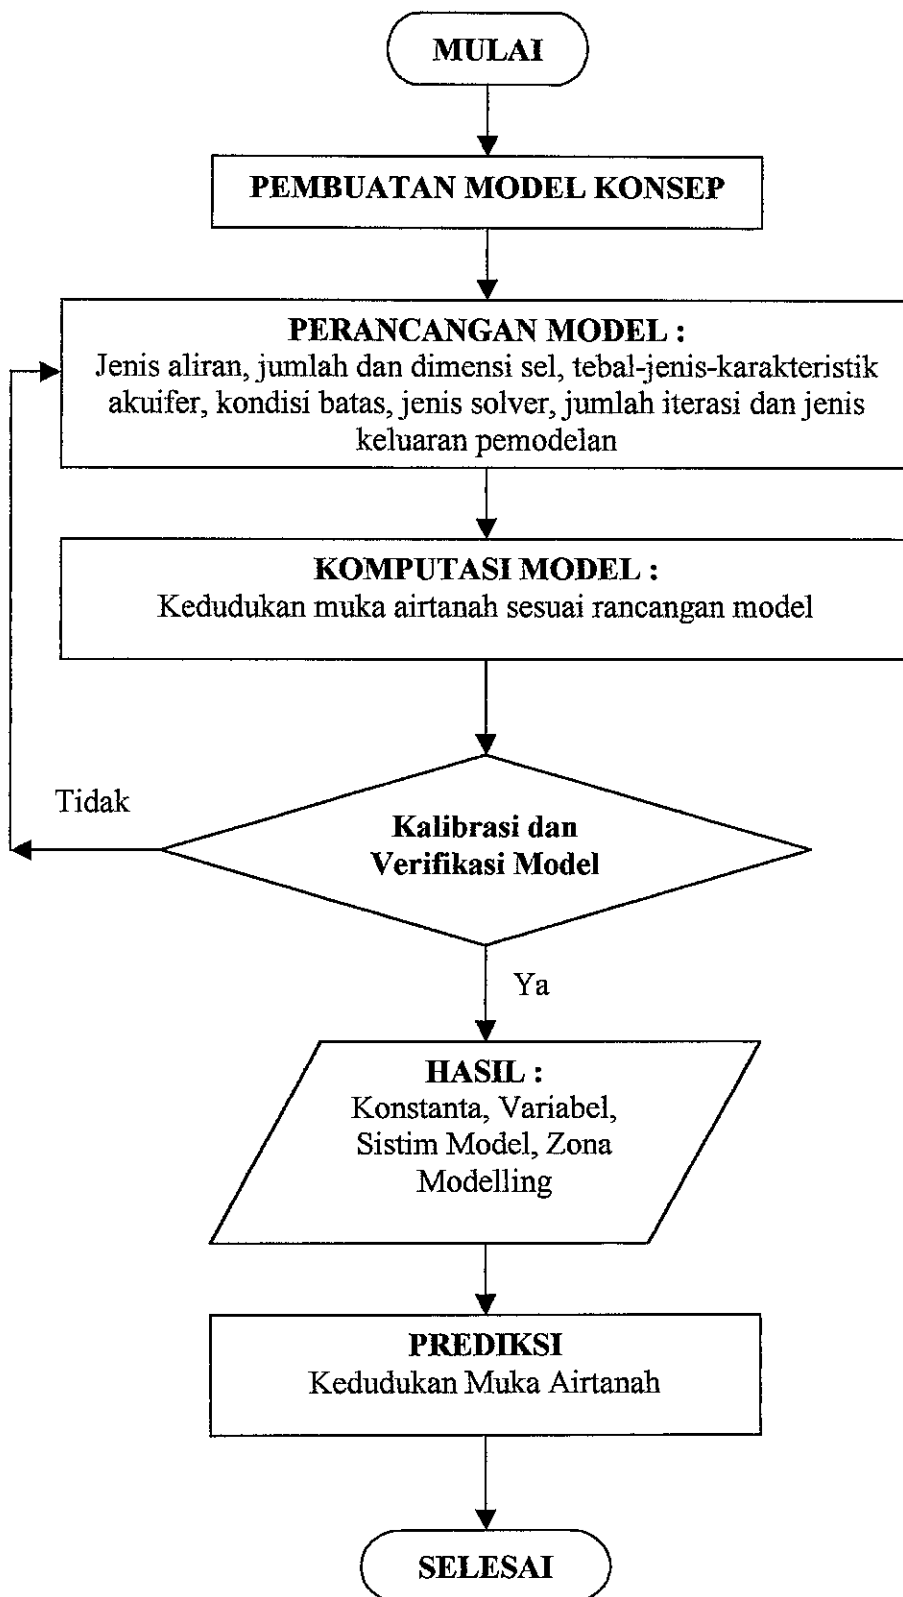 MULAI
PEMBUATAN MODEL KONSEP
PERANCANGAN MODEL :
Jenis aliran, jumlah dan dimensi sel, tebal-jenis-karakteristik
akuifer, kondisi batas, jenis solver, jumlah iterasi dan jenis
keluaran pemodelan
KOMPUTASI MODEL :
Kedudukan muka airtanah sesuai rancangan model
Tidak
Kalibrasi dan
Verifikasi Model
Ya
HASIL :
Konstanta, Variabel,
Sistim Model, Zona
Modelling
PREDIKSI
Kedudukan Muka Airtanah
SELESAI